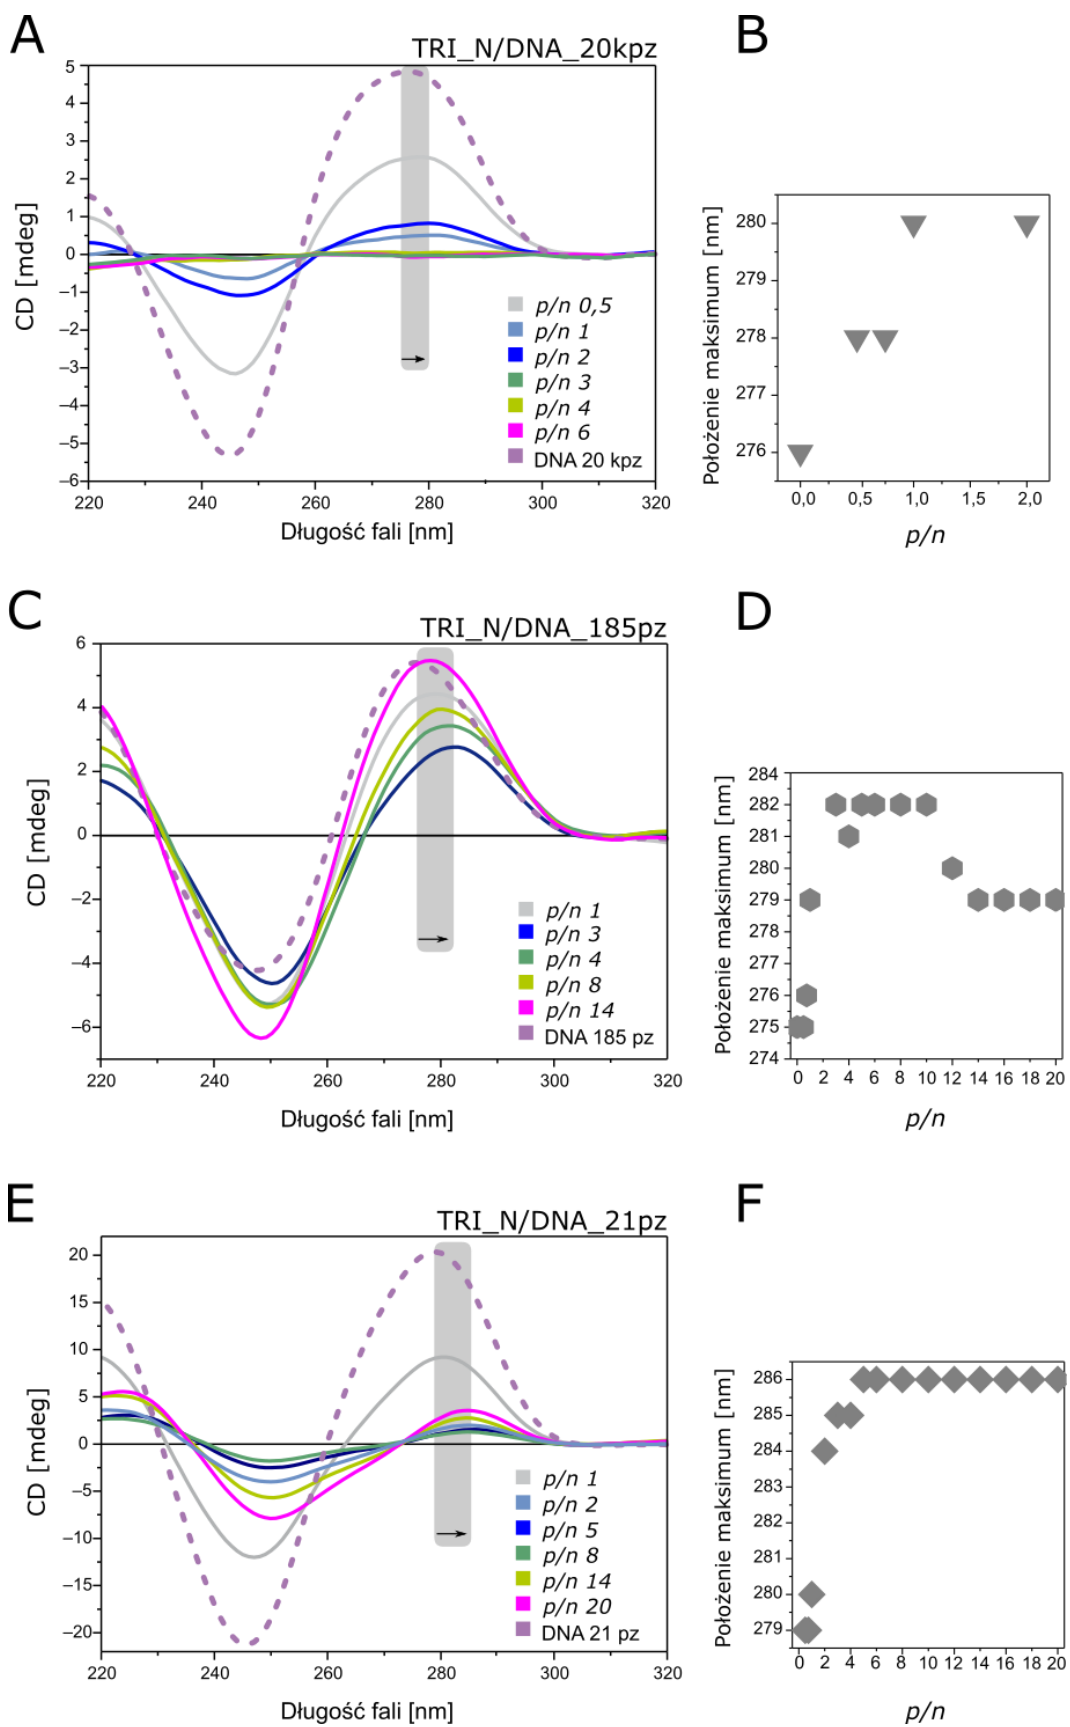 A
TRI_N/DNA_20kpz
5
4
3
2
1
0
–1
–2
–3
–4
–5
–6
CD [mdeg]
p/n 0,5
p/n 1
p/n 2
p/n 3
p/n 4
p/n 6
DNA 20 kpz
220 240 260 280 300 320
Długość fali [nm]
B
280
279
278
277
276
Położenie maksimum [nm]
0,0 0,5 1,0 1,5 2,0
p/n
C
TRI_N/DNA_185pz
6
4
2
0
–2
–4
–6
CD [mdeg]
p/n 1
p/n 3
p/n 4
p/n 8
p/n 14
DNA 185 pz
220 240 260 280 300 320
Długość fali [nm]
D
284
282
281
280
279
278
277
276
275
274
Położenie maksimum [nm]
0 2 4 6 8 10 12 14 16 18 20
p/n
E
TRI_N/DNA_21pz
20
15
10
5
0
–5
–10
–15
–20
CD [mdeg]
p/n 1
p/n 2
p/n 5
p/n 8
p/n 14
p/n 20
DNA 21 pz
220 240 260 280 300 320
Długość fali [nm]
F
286
285
284
283
282
281
280
279
Położenie maksimum [nm]
0 2 4 6 8 10 12 14 16 18 20
p/n